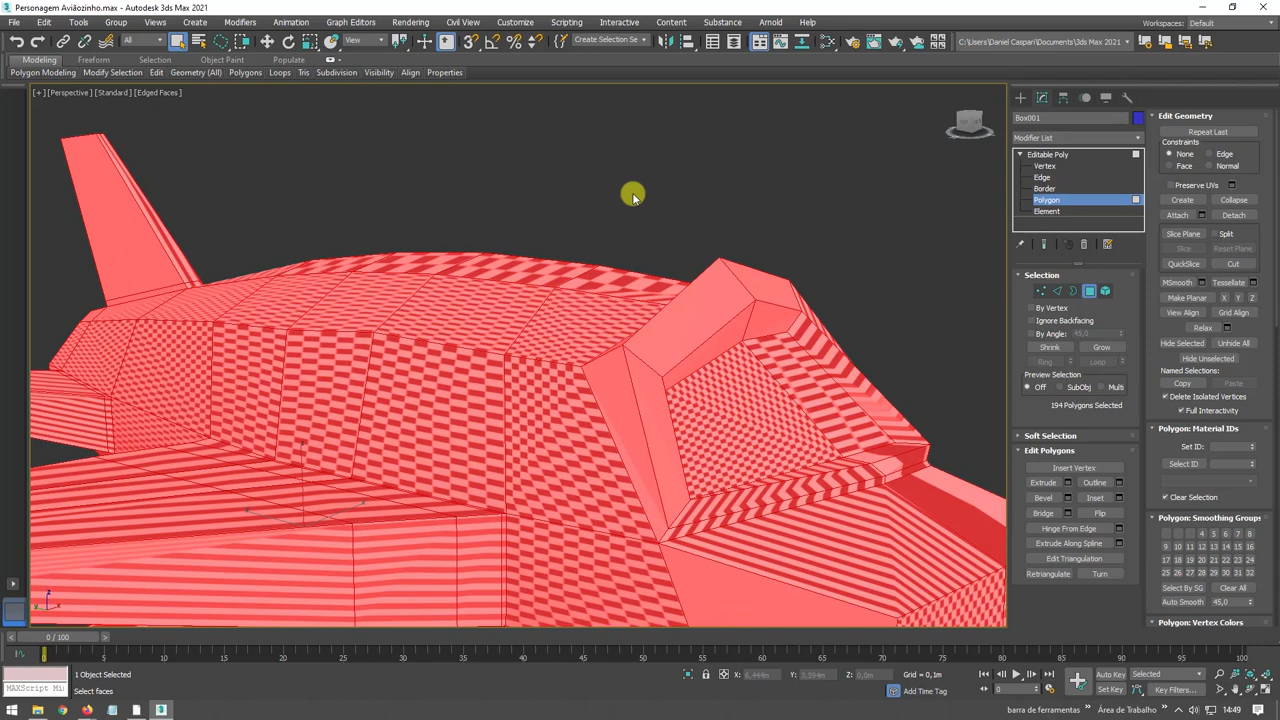 Personagem Aviãozinho.max - Autodesk 3ds Max 2021
File Edit Tools Group Views Create Modifiers Animation Graph Editors Rendering Civil View Customize Scripting Interactive Content Substance Arnold Help
Workspaces: Default
All View Create Selection Se C:\Users\Daniel Caspari\Documents\3ds Max 2021
Modeling Freeform Selection Object Paint Populate
Polygon Modeling Modify Selection Edit Geometry (All) Polygons Loops Tris Subdivision Visibility Align Properties
[+] [Perspective] [Standard] [Edged Faces]
Box001
Modifier List
Editable Poly
Vertex
Edge
Border
Polygon
Element
Selection
By Vertex
Ignore Backfacing
By Angle: 45,0
Shrink Grow
Ring Loop
Preview Selection
Off SubObj Multi
194 Polygons Selected
Soft Selection
Edit Polygons
Insert Vertex
Extrude Outline
Bevel Inset
Bridge Flip
Hinge From Edge
Extrude Along Spline
Edit Triangulation
Retriangulate Turn
Edit Geometry
Repeat Last
Constraints
None Edge
Face Normal
Preserve UVs
Create Collapse
Attach Detach
Slice Plane Split
Slice Reset Plane
QuickSlice Cut
MSmooth Tessellate
Make Planar X Y Z
View Align Grid Align
Relax
Hide Selected Unhide All
Hide Unselected
Named Selections:
Copy Paste
Delete Isolated Vertices
Full Interactivity
Polygon: Material IDs
Set ID:
Select ID
Clear Selection
Polygon: Smoothing Groups
4 5 6 7 8
9 10 11 12 13 14 15 16
17 18 19 20 21 22 23 24
25 26 27 28 29 30 31 32
Select By SG Clear All
Auto Smooth 45,0
Polygon: Vertex Colors
0 / 100
0 5 10 15 20 25 30 35 40 45 50 55 60 65 70 75 80 85 90 95 100
1 Object Selected
Select faces
MAXScript Mi
X: 6,444m Y: 3,594m Z: 0,0m Grid = 0,1m
Add Time Tag
0
Auto Key Selected
Set Key Key Filters...
barra de ferramentas Área de Trabalho 14:49